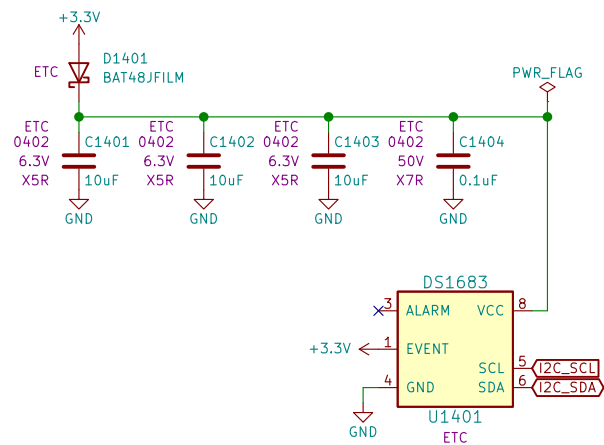 +3.3V
D1401
ETC
BAT48JFILM
PWR_FLAG
ETC
0402
C1401
6.3V
X5R
10uF
GND
ETC
0402
C1402
6.3V
X5R
10uF
GND
ETC
0402
C1403
6.3V
X5R
10uF
GND
ETC
0402
C1404
50V
X7R
0.1uF
GND
DS1683
3
ALARM
VCC
8
+3.3V
1
EVENT
SCL
5
I2C_SCL
4
GND
SDA
6
I2C_SDA
GND
U1401
ETC